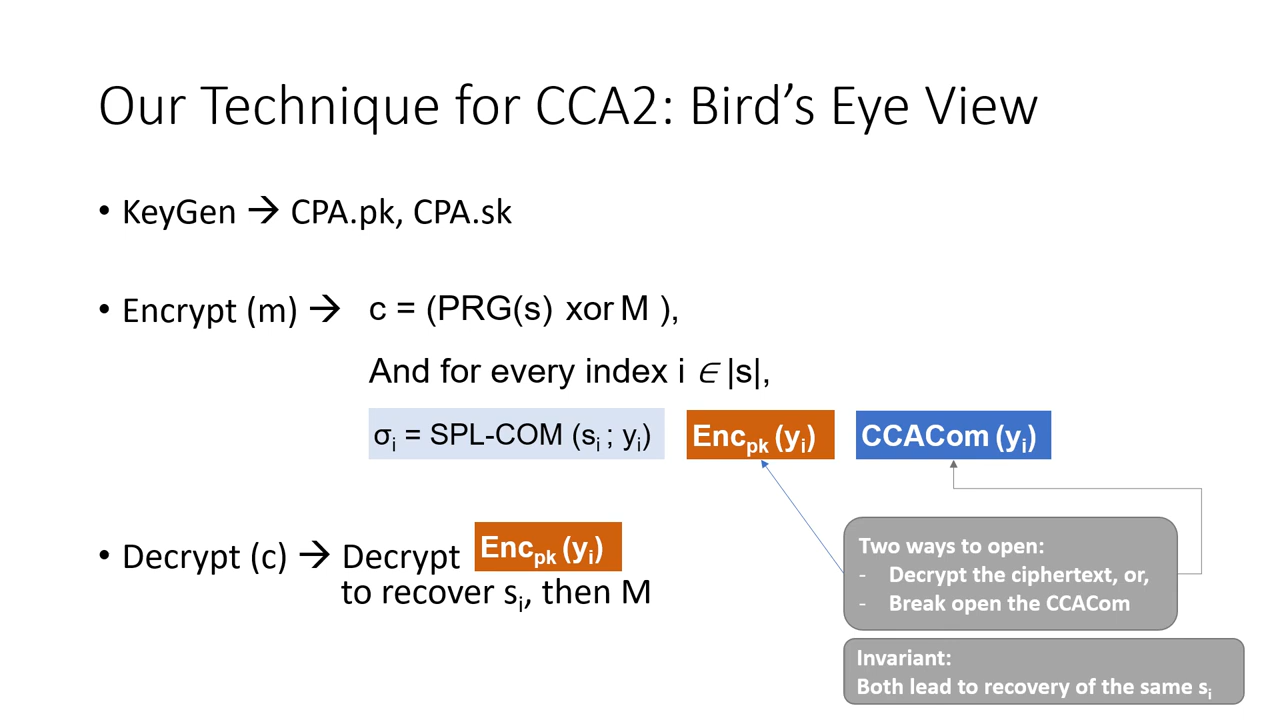 Our Technique for CCA2: Bird’s Eye View
• KeyGen → CPA.pk, CPA.sk
• Encrypt (m) → c = (PRG(s) xor M ),
And for every index i ∈ |s|,
σi = SPL-COM (si ; yi) Encpk (yi) CCACom (yi)
• Decrypt (c) → Decrypt Encpk (yi)
to recover si, then M
Two ways to open:
- Decrypt the ciphertext, or,
- Break open the CCACom
Invariant:
Both lead to recovery of the same si